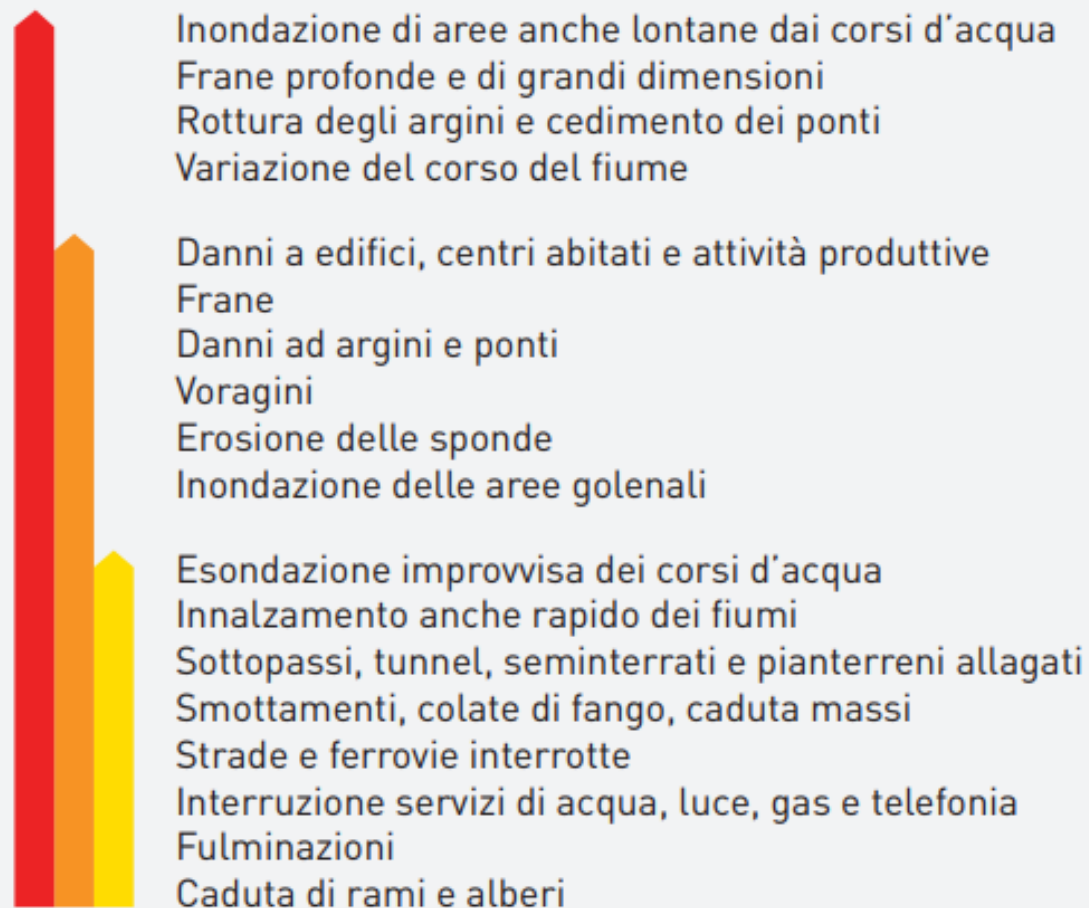 Inondazione di aree anche lontane dai corsi d'acqua
Frane profonde e di grandi dimensioni
Rottura degli argini e cedimento dei ponti
Variazione del corso del fiume
Danni a edifici, centri abitati e attività produttive
Frane
Danni ad argini e ponti
Voragini
Erosione delle sponde
Inondazione delle aree golenali
Esondazione improvvisa dei corsi d'acqua
Innalzamento anche rapido dei fiumi
Sottopassi, tunnel, seminterrati e pianterreni allagati
Smottamenti, colate di fango, caduta massi
Strade e ferrovie interrotte
Interruzione servizi di acqua, luce, gas e telefonia
Fulminazioni
Caduta di rami e alberi